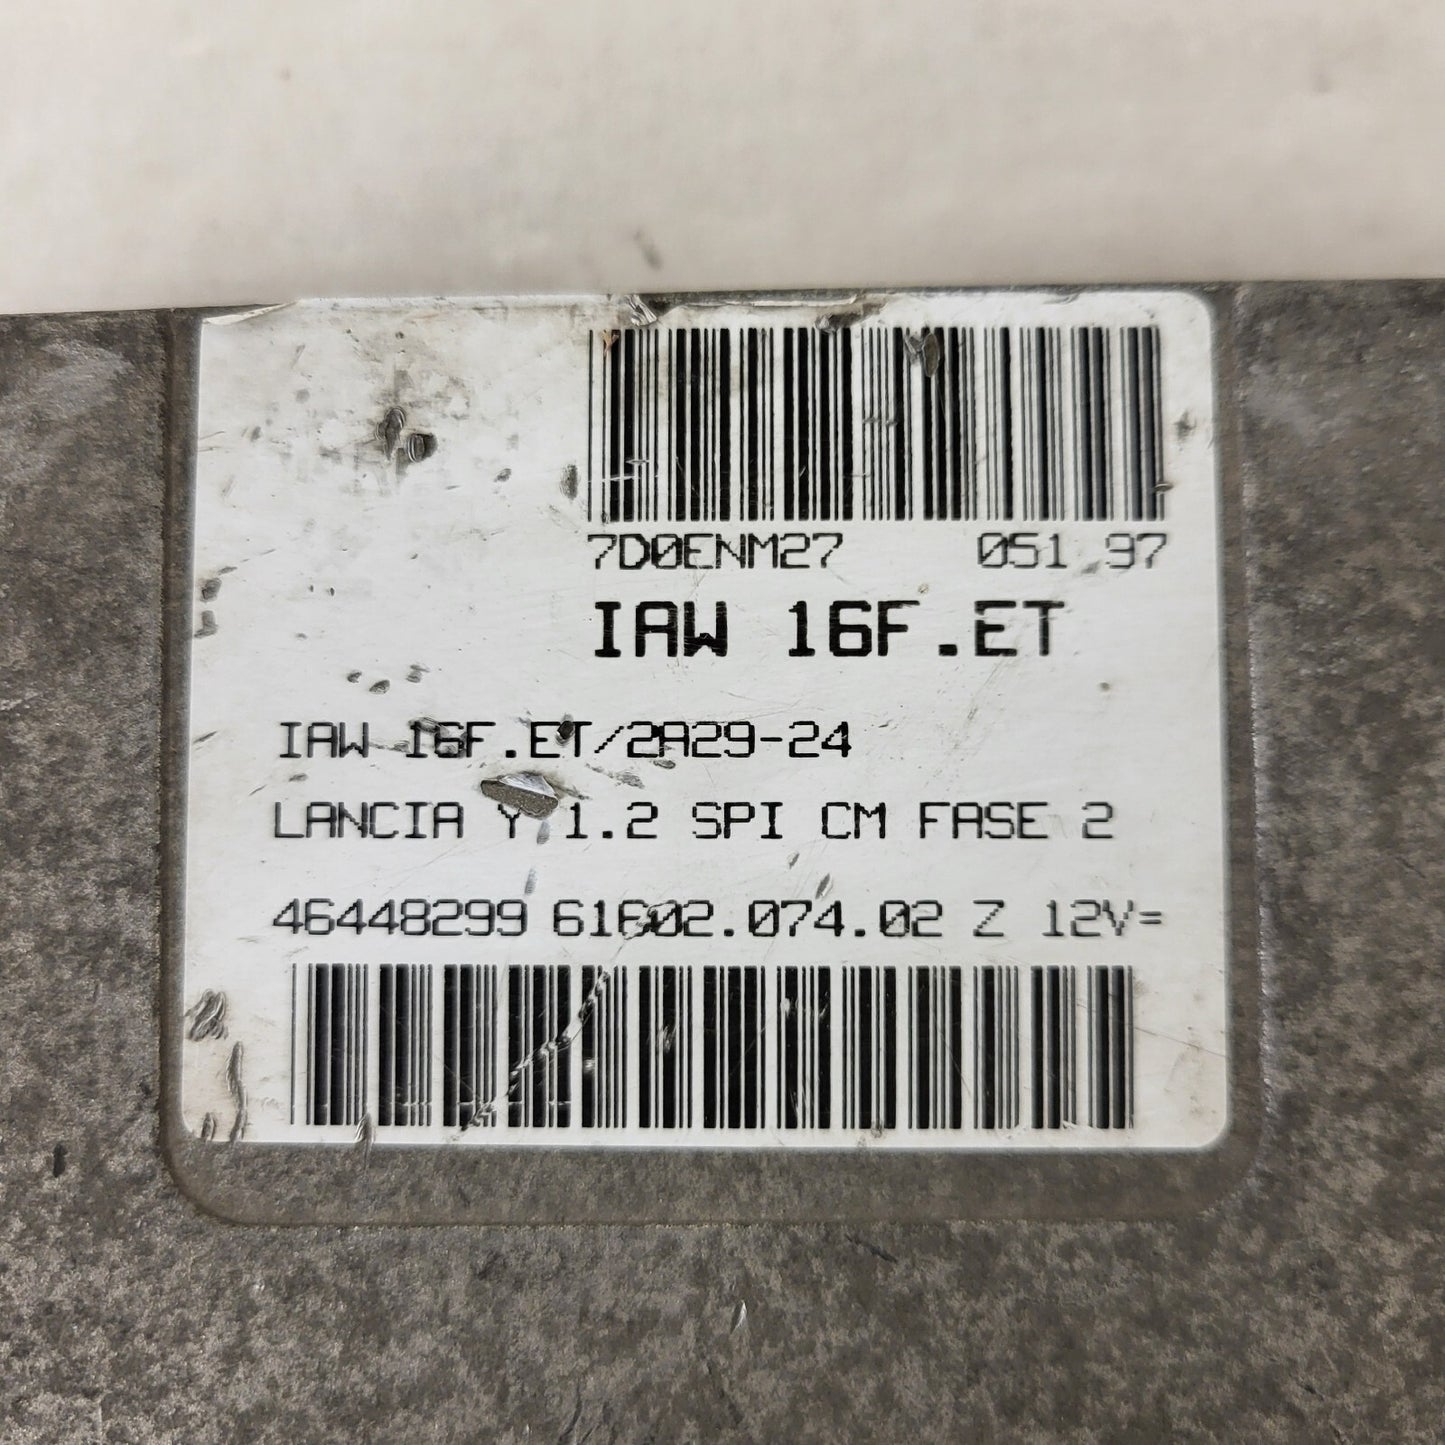 7D0ENM27 051.97
IAW 16F.ET
IAW 16F.ET/2A29-24
LANCIA Y 1.2 SPI CM FASE 2
46448299 61602.074.02 Z 12V=